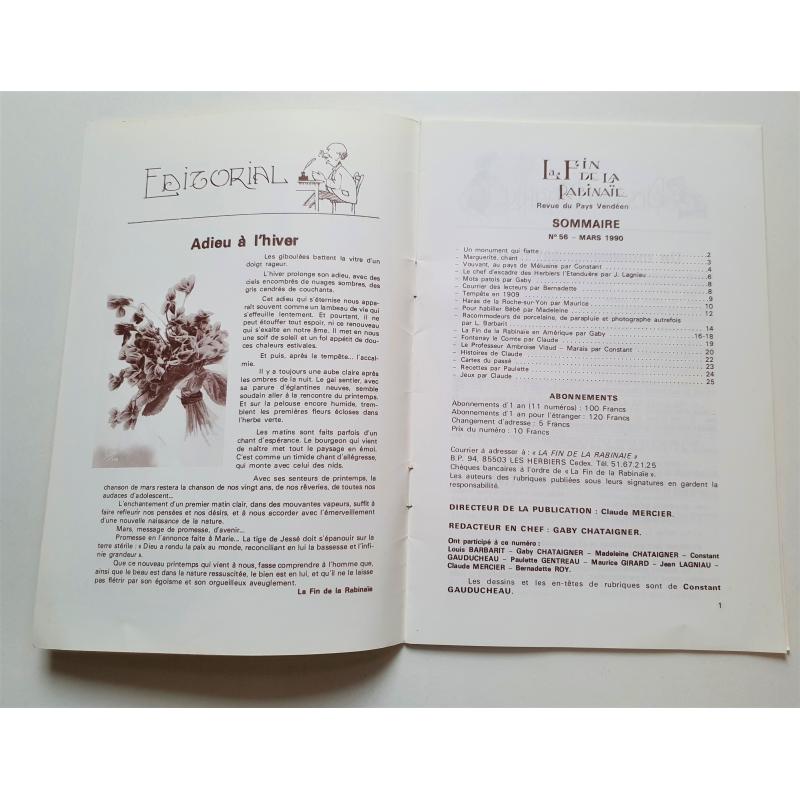 EDITORIAL
Adieu à l'hiver
Les giboulées battent la vitre d'un
doigt rageur.
L'hiver prolonge son adieu, avec des
ciels encombrés de nuages sombres, des
gris cendrés de couchants.
Cet adieu qui s'éternise nous appa-
raît souvent comme un lambeau de vie qui
s'effeuille lentement. Et pourtant, il ne
peut étouffer tout espoir, ni ce renouveau
qui s'exalte en notre âme. Il met en nous
une soif de soleil et un fol appétit de dou-
ces chaleurs estivales.
Et puis, après la tempête... l'accal-
mie.
Il y a toujours une aube claire après
les ombres de la nuit. Le gai sentier, avec
sa parure d'églantines neuves, semble
soudain aller à la rencontre du printemps.
Et sur la pelouse encore humide, trem-
blent les premières fleurs écloses dans
l'herbe verte.
Les matins sont faits parfois d'un
chant d'espérance. Le bourgeon qui vient
de naître met tout le paysage en émoi.
C'est comme un timide chant d'allégresse,
qui monte avec celui des nids.
Avec ses senteurs de printemps, la
chanson de mars restera la chanson de nos vingt ans, de nos rêveries, de toutes nos
audaces d'adolescent...
L'enchantement d'un premier matin clair, dans des mouvantes vapeurs, suffit à
faire refleurir nos pensées et nos désirs, et à nous accorder avec l'émerveillement
d'une nouvelle naissance de la nature.
Mars, message de promesse, d'avenir...
Promesse en l'annonce faite à Marie... La tige de Jessé doit s'épanouir sur la
terre stérile : « Dieu a rendu la paix au monde, reconciliant en lui la bassesse et l'infi-
nie grandeur ».
Que ce nouveau printemps qui vient à nous, fasse comprendre à l'homme que,
ainsi que le beau est dans la nature ressuscitée, le bien est en lui, et qu'il ne le laisse
pas flétrir par son égoïsme et son orgueilleux aveuglement.
La Fin de la Rabinaïe
La Fin
DE LA
RABINAÏE
Revue du Pays Vendéen
SOMMAIRE
N° 56 – MARS 1990
– Un monument qui flatte 2
– Marguerite, chant 3
– Vouvant, au pays de Mélusine par Constant 4
– Le chef d'escadre des Herbiers l'Etanduère par J. Lagniau 6
– Mots patois par Gaby 8
– Courrier des lecteurs par Bernadette 8
– Tempête en 1909 9
– Haras de la Roche-sur-Yon par Maurice 10
– Pour habiller Bébé par Madeleine 12
– Racommodeurs de porcelaine, de parapluie et photographe autrefois
par L. Barbarit 14
– La Fin de la Rabinaïe en Amérique par Gaby 16-18
– Fontenay le Comte par Claude 19
– Le Professeur Ambroise Viaud – Marais par Constant 20
– Histoires de Claude 22
– Cartes du passé 23
– Recettes par Paulette 24
– Jeux par Claude 25
ABONNEMENTS
Abonnements d'1 an (11 numéros) : 100 Francs
Abonnements d'1 an pour l'étranger : 120 Francs
Changement d'adresse : 5 Francs
Prix du numéro : 10 Francs
Courrier à adresser à : « LA FIN DE LA RABINAIE »
B.P. 94, 85503 LES HERBIERS Cedex. Tél. 51.67.21.25
Chèques bancaires à l'ordre de « La Fin de la Rabinaïe ».
Les auteurs des rubriques publiées sous leurs signatures en gardent la
responsabilité.
DIRECTEUR DE LA PUBLICATION : Claude MERCIER.
REDACTEUR EN CHEF : GABY CHATAIGNER.
Ont participé à ce numéro :
Louis BARBARIT – Gaby CHATAIGNER – Madeleine CHATAIGNER – Constant
GAUDUCHEAU – Paulette GENTREAU – Maurice GIRARD – Jean LAGNIAU –
Claude MERCIER – Bernadette ROY.
Les dessins et les en-têtes de rubriques sont de Constant
GAUDUCHEAU.
1